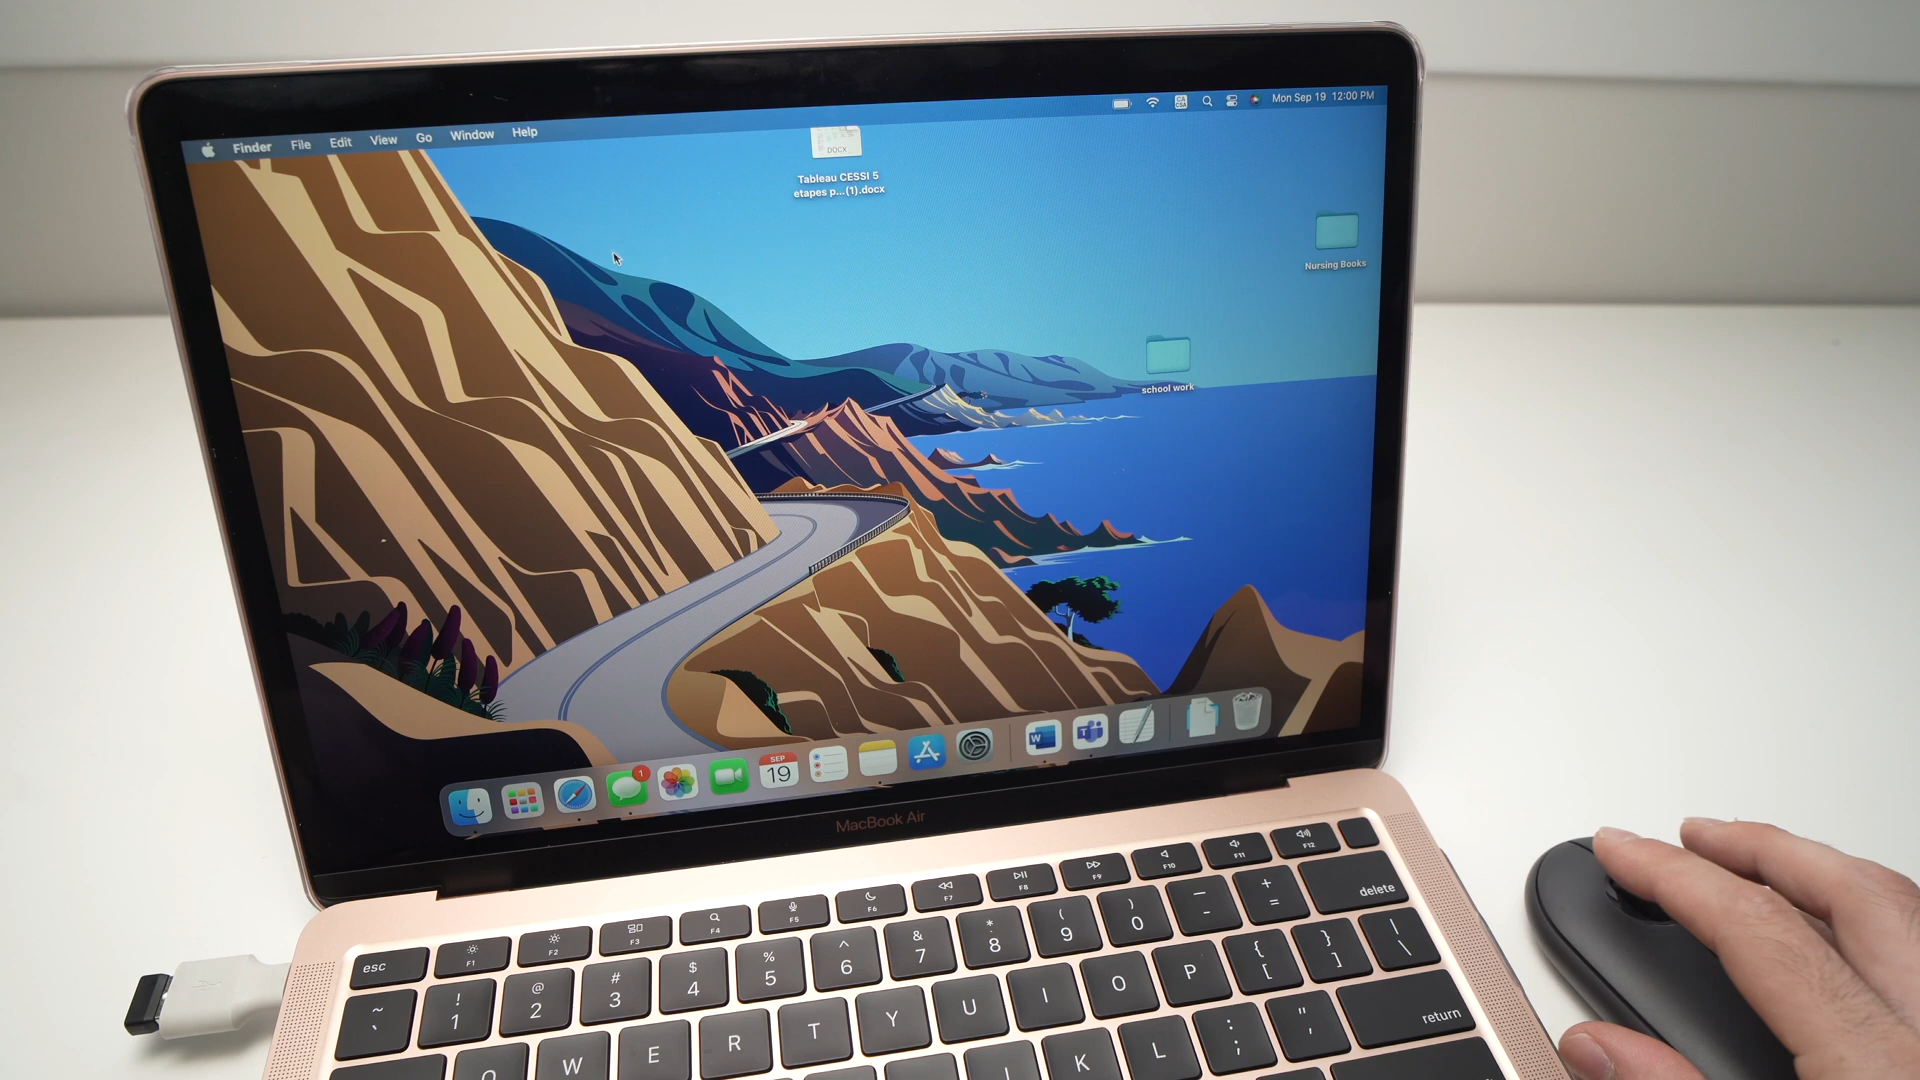 Finder File Edit View Go Window Help
Mon Sep 19 12:00 PM
DOCX
Tableau CESSI 5
etapes p...(1).docx
Nursing Books
school work
1
SEP
19
W
T
MacBook Air
esc F1 F2 F3 F4 F5 F6 F7 F8 F9 F10 F11 F12
~ ! @ # $ % ^ & * ( ) _ + delete
` 1 2 3 4 5 6 7 8 9 0 - =
Q W E R T Y U I O P { } |
[ ] \
J K L : " return
; '